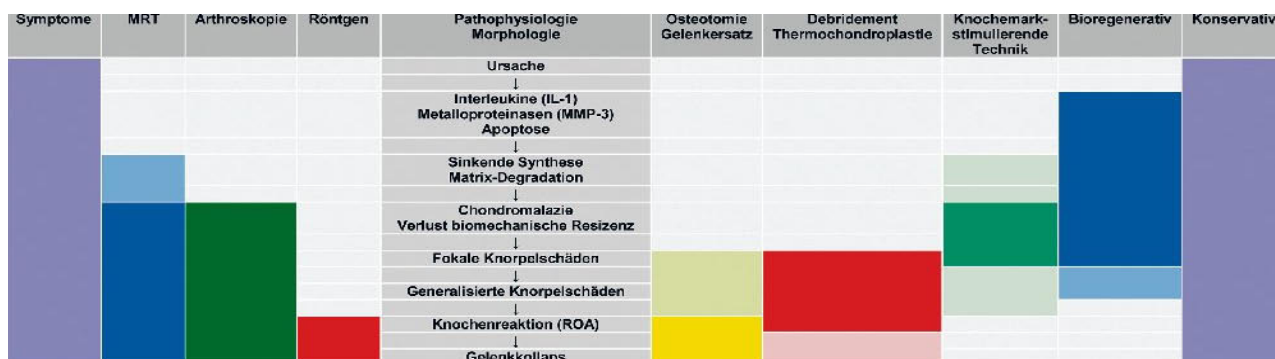 Symptome MRT Arthroskopie Röntgen Pathophysiologie Osteotomie Debridement Knochemark- Bioregenerativ Konservativ
Morphologie Gelenkersatz Thermochondroplastie stimulierende
Technik
Ursache
↓
Interleukine (IL-1)
Metalloproteinasen (MMP-3)
Apoptose
↓
Sinkende Synthese
Matrix-Degradation
↓
Chondromalazie
Verlust biomechanische Resizenz
↓
Fokale Knorpelschäden
↓
Generalisierte Knorpelschäden
↓
Knochenreaktion (ROA)
↓
Gelenkkollaps